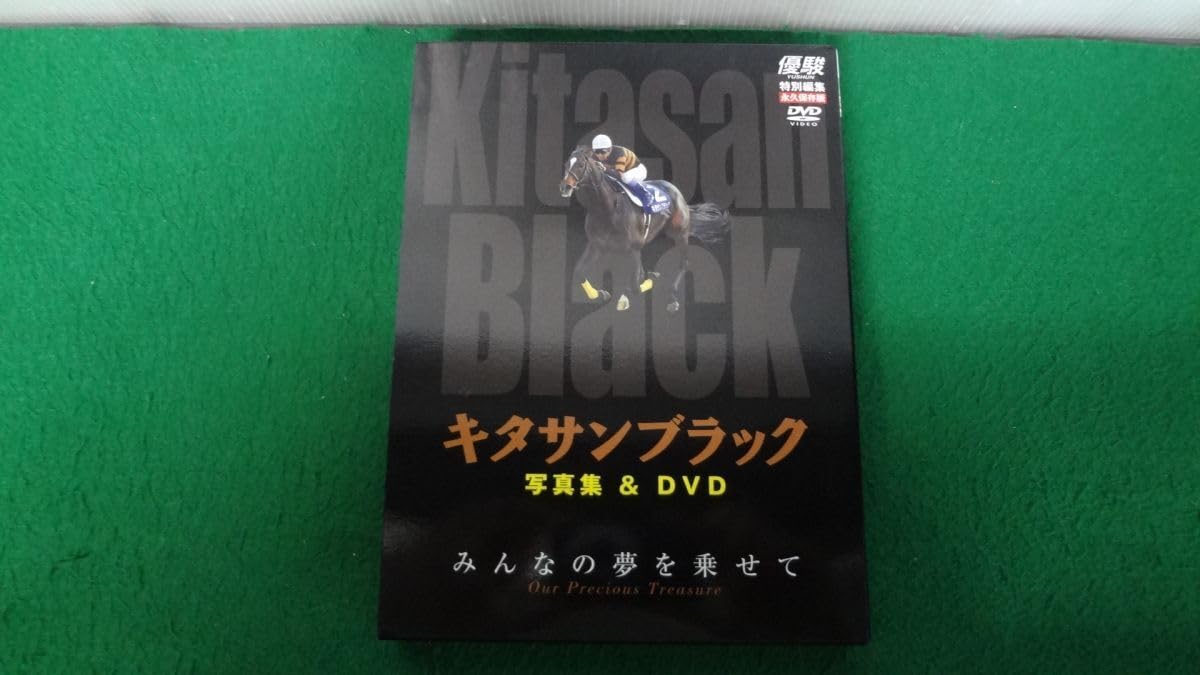 Kitasan
Black
優駿
YUSHUN
特別編集
永久保存版
DVD
VIDEO
キタサンブラック
写真集 & DVD
みんなの夢を乗せて
Our Precious Treasure